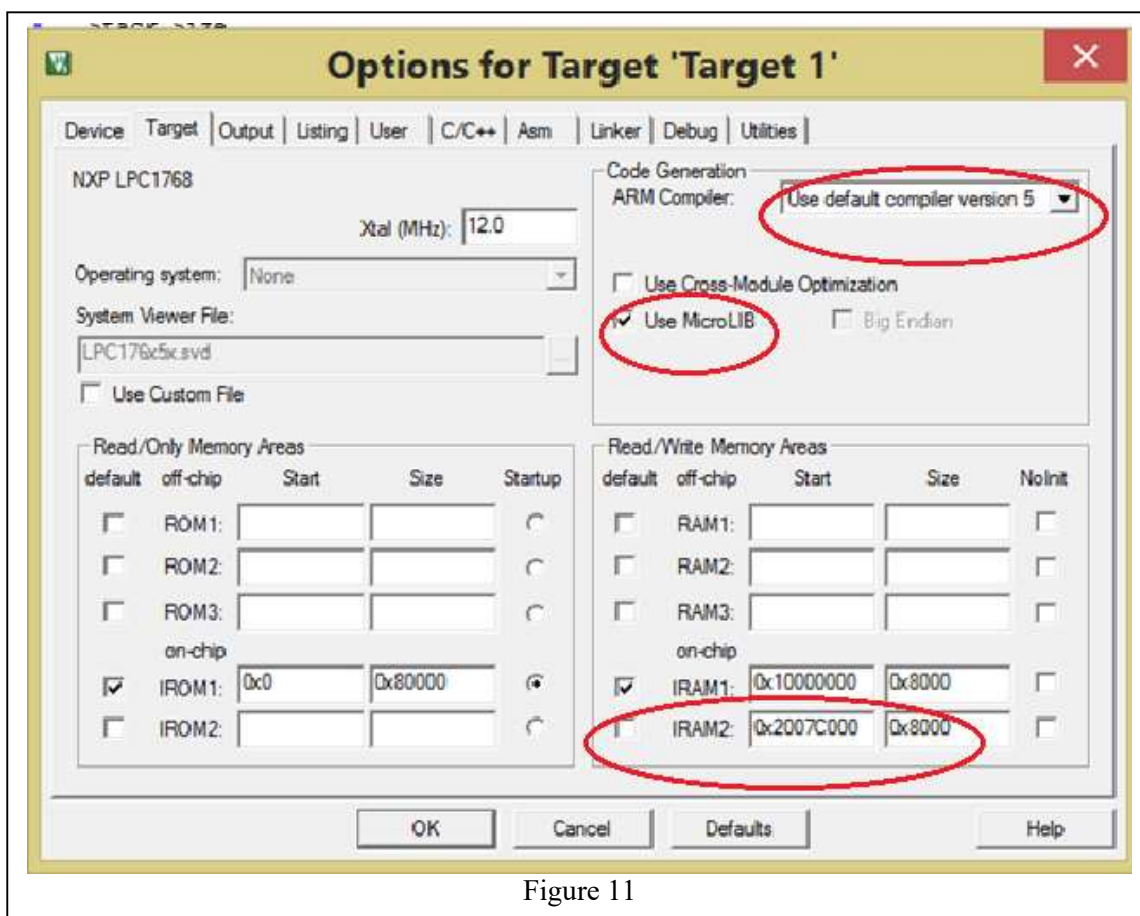 Stack Size
Options for Target 'Target 1'
Device Target Output Listing User C/C++ Asm Linker Debug Utilities
NXP LPC1768
Xtal (MHz): 12.0
Operating system: None
System Viewer File:
LPC176x5x.svd ...
Use Custom File
Code Generation
ARM Compiler: Use default compiler version 5
Use Cross-Module Optimization
Use MicroLIB Big Endian
Read/Only Memory Areas
default off-chip Start Size Startup
ROM1:
ROM2:
ROM3:
on-chip
IROM1: 0x0 0x80000
IROM2:
Read/Write Memory Areas
default off-chip Start Size NoInit
RAM1:
RAM2:
RAM3:
on-chip
IRAM1: 0x10000000 0x8000
IRAM2: 0x2007C000 0x8000
OK Cancel Defaults Help
Figure 11